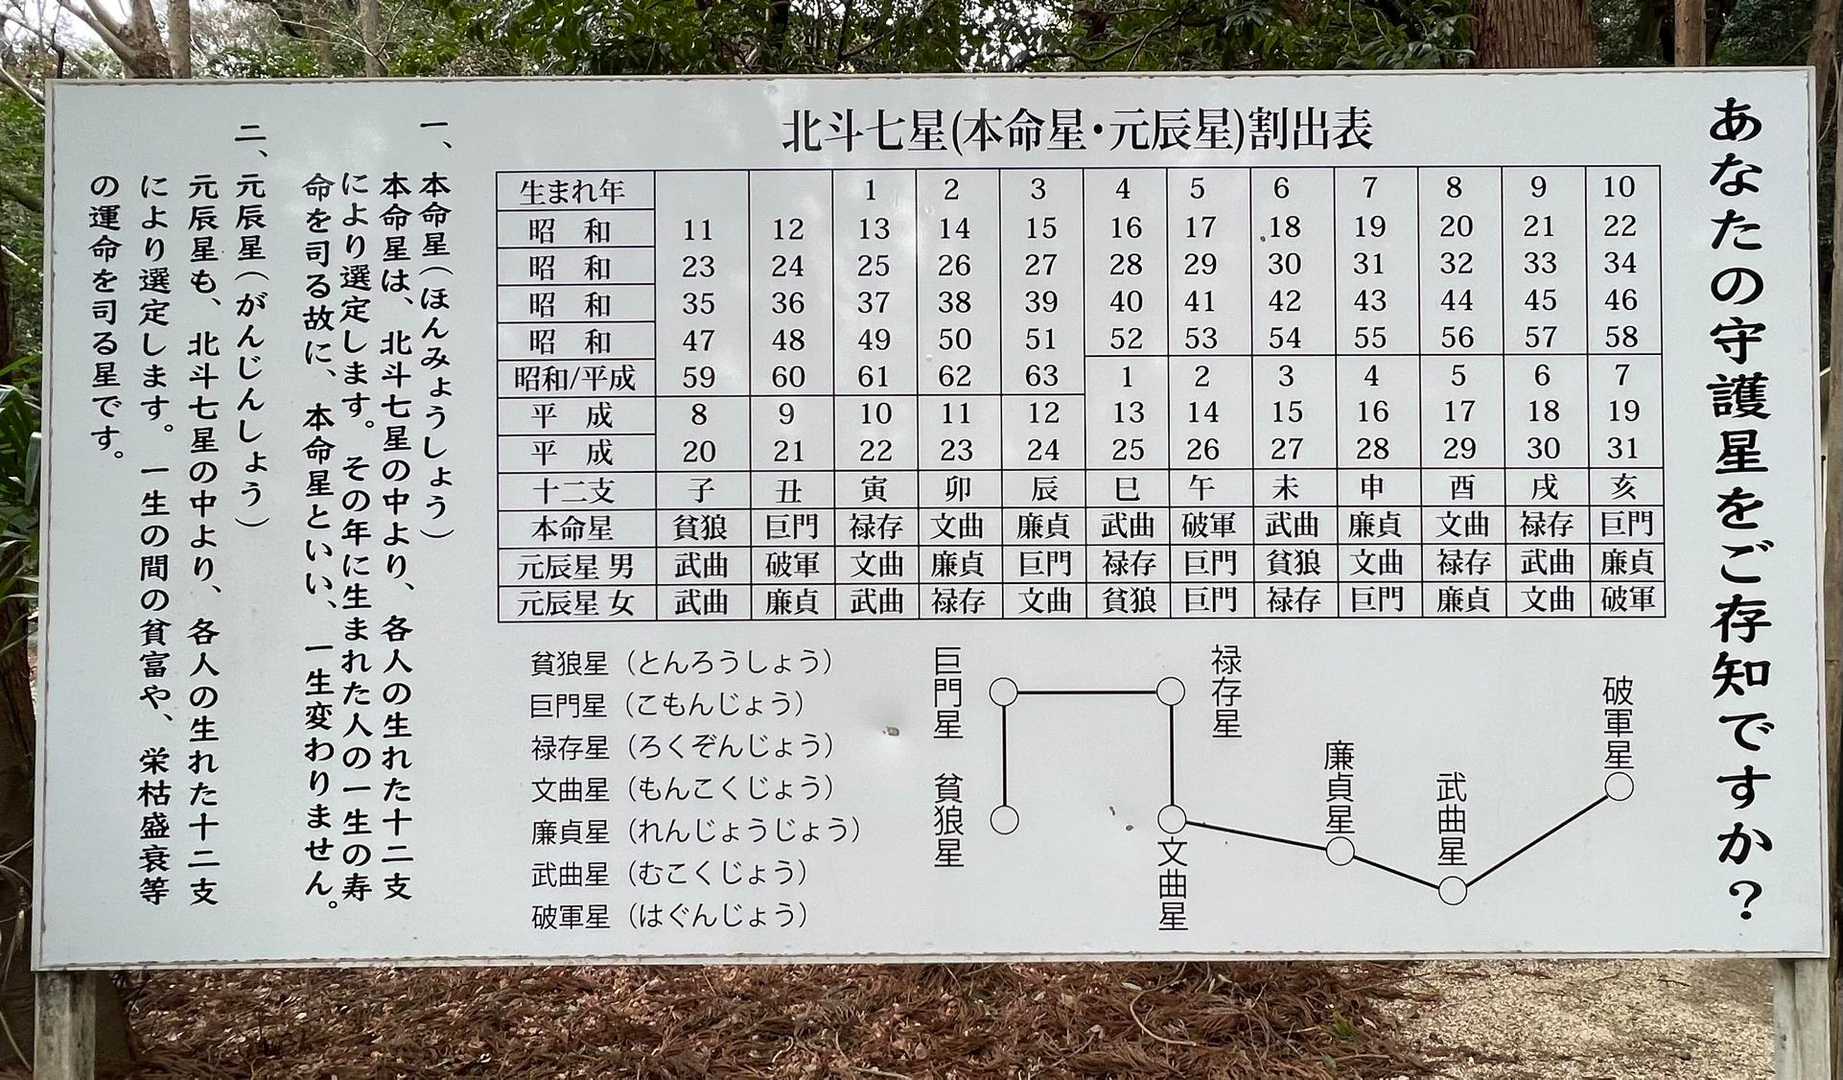 あなたの守護星をご存知ですか？
北斗七星(本命星・元辰星)割出表
生まれ年 1 2 3 4 5 6 7 8 9 10
昭和 11 12 13 14 15 16 17 18 19 20 21 22
昭和 23 24 25 26 27 28 29 30 31 32 33 34
昭和 35 36 37 38 39 40 41 42 43 44 45 46
昭和 47 48 49 50 51 52 53 54 55 56 57 58
昭和/平成 59 60 61 62 63 1 2 3 4 5 6 7
平成 8 9 10 11 12 13 14 15 16 17 18 19
平成 20 21 22 23 24 25 26 27 28 29 30 31
十二支 子 丑 寅 卯 辰 巳 午 未 申 酉 戌 亥
本命星 貧狼 巨門 禄存 文曲 廉貞 武曲 破軍 武曲 廉貞 文曲 禄存 巨門
元辰星 男 武曲 破軍 文曲 廉貞 巨門 禄存 巨門 貧狼 文曲 禄存 武曲 廉貞
元辰星 女 武曲 廉貞 武曲 禄存 文曲 貧狼 巨門 禄存 巨門 廉貞 文曲 破軍
貧狼星（とんろうしょう）
巨門星（こもんじょう）
禄存星（ろくぞんじょう）
文曲星（もんこくじょう）
廉貞星（れんじょうじょう）
武曲星（むこくじょう）
破軍星（はぐんじょう）
巨門星
貧狼星
禄存星
文曲星
廉貞星
武曲星
破軍星
一、本命星（ほんみょうしょう）
本命星は、北斗七星の中より、各人の生れた十二支
により選定します。その年に生まれた人の一生の寿
命を司る故に、本命星といい、一生変わりません。
二、元辰星（がんじんしょう）
元辰星も、北斗七星の中より、各人の生れた十二支
により選定します。一生の間の貧富や、栄枯盛衰等
の運命を司る星です。